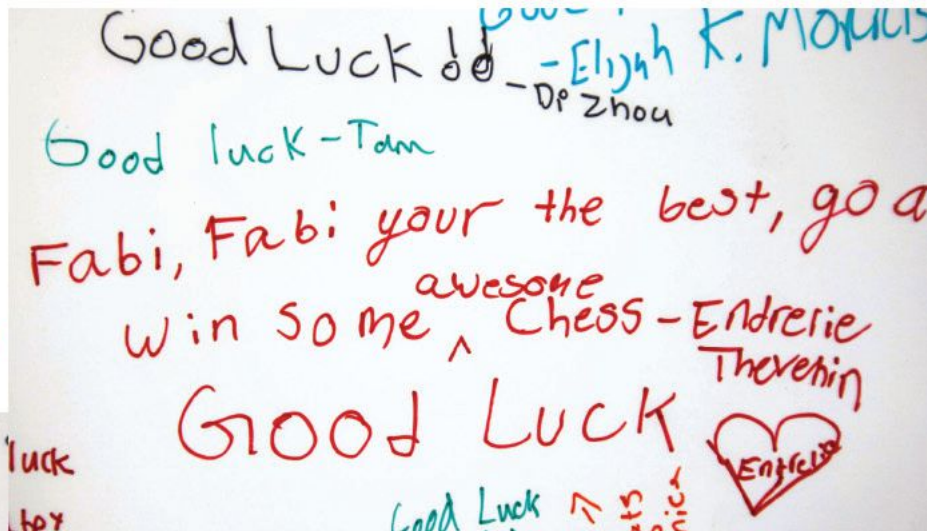 Good Luck !! - Elijah K. Morris
- Di Zhou
Good luck - Tam
Fabi, Fabi your the best, go a
awesome
win some ^ Chess - Endrerie
Thevenin
Good Luck
Endrerie
luck
Good Luck